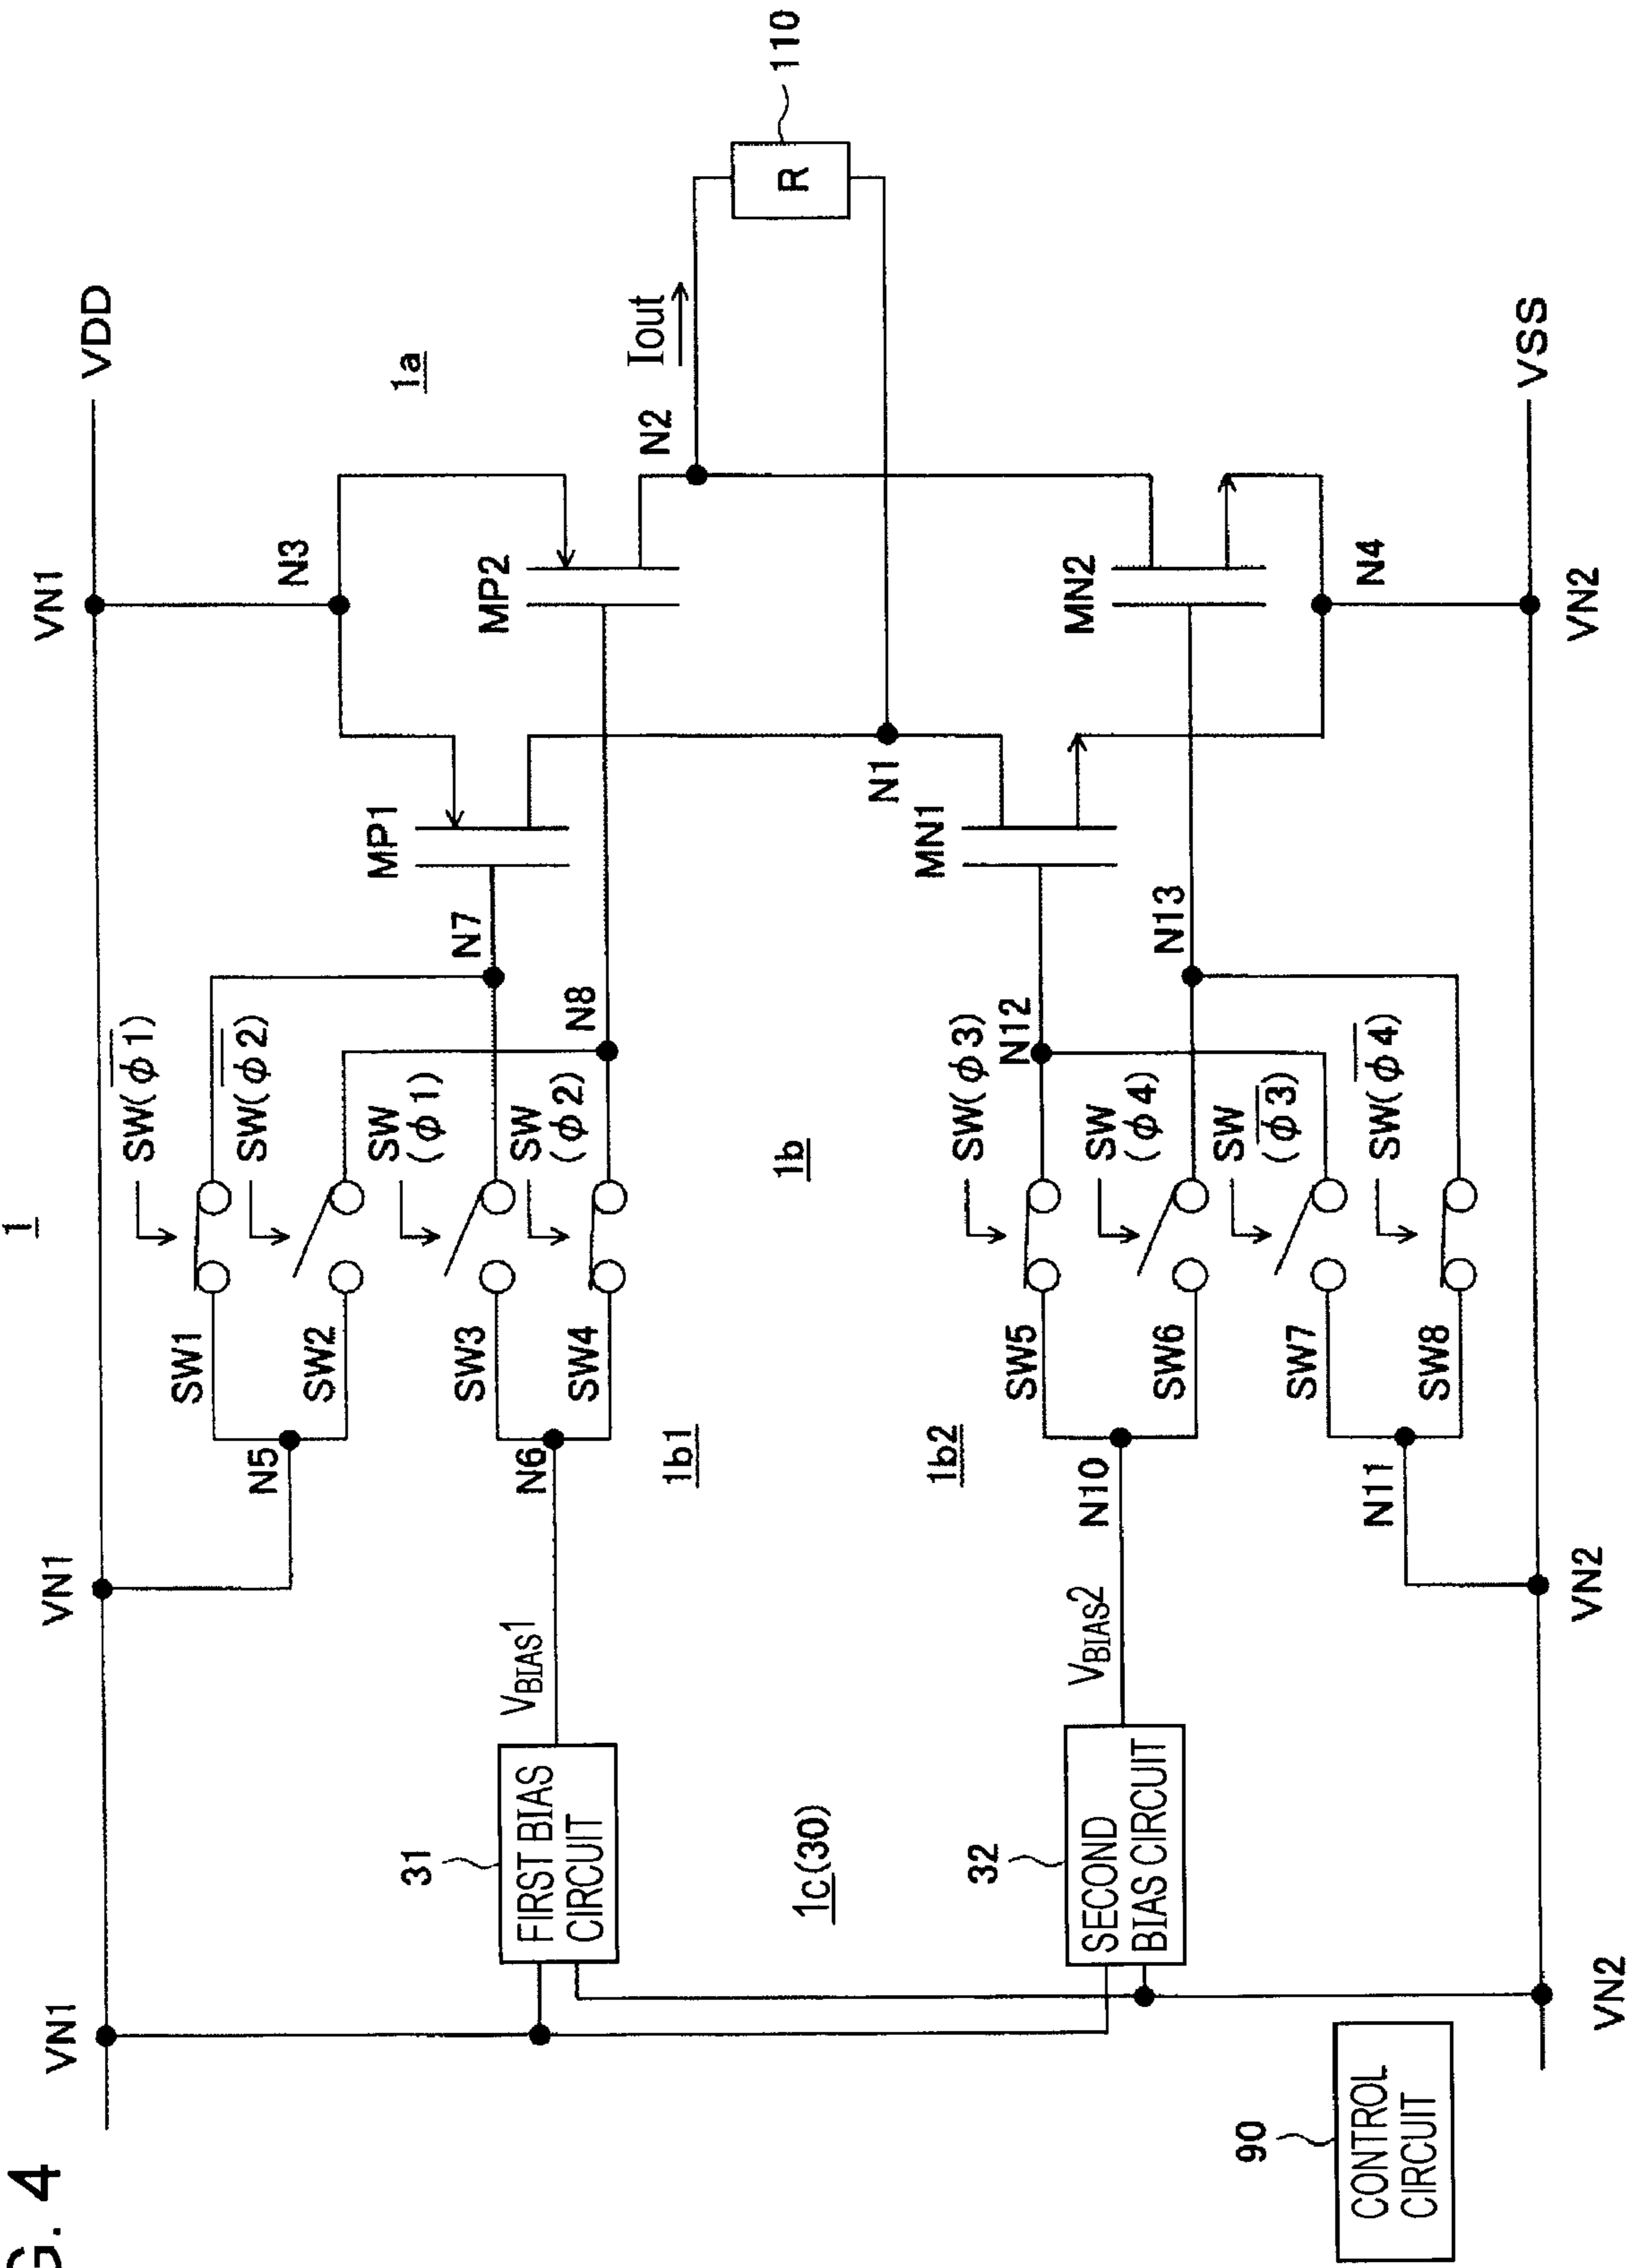 G. 4
1
VN1
VN1
VN1
VDD
SW1
SW(φ1)
SW2
SW(φ2)
N5
N3
1a
SW3
SW
(φ1)
N7
MP1
MP2
SW4
SW
(φ2)
N8
N6
31
FIRST BIAS
CIRCUIT
VBIAS1
1b1
N2
Iout
R
110
1c(30)
1b
N1
1b2
32
SECOND
BIAS CIRCUIT
VBIAS2
N10
SW5
SW(φ3)
N12
MN1
SW6
SW
(φ4)
N13
MN2
SW7
SW
(φ3)
N11
SW8
SW(φ4)
N4
90
CONTROL
CIRCUIT
VN2
VN2
VN2
VSS